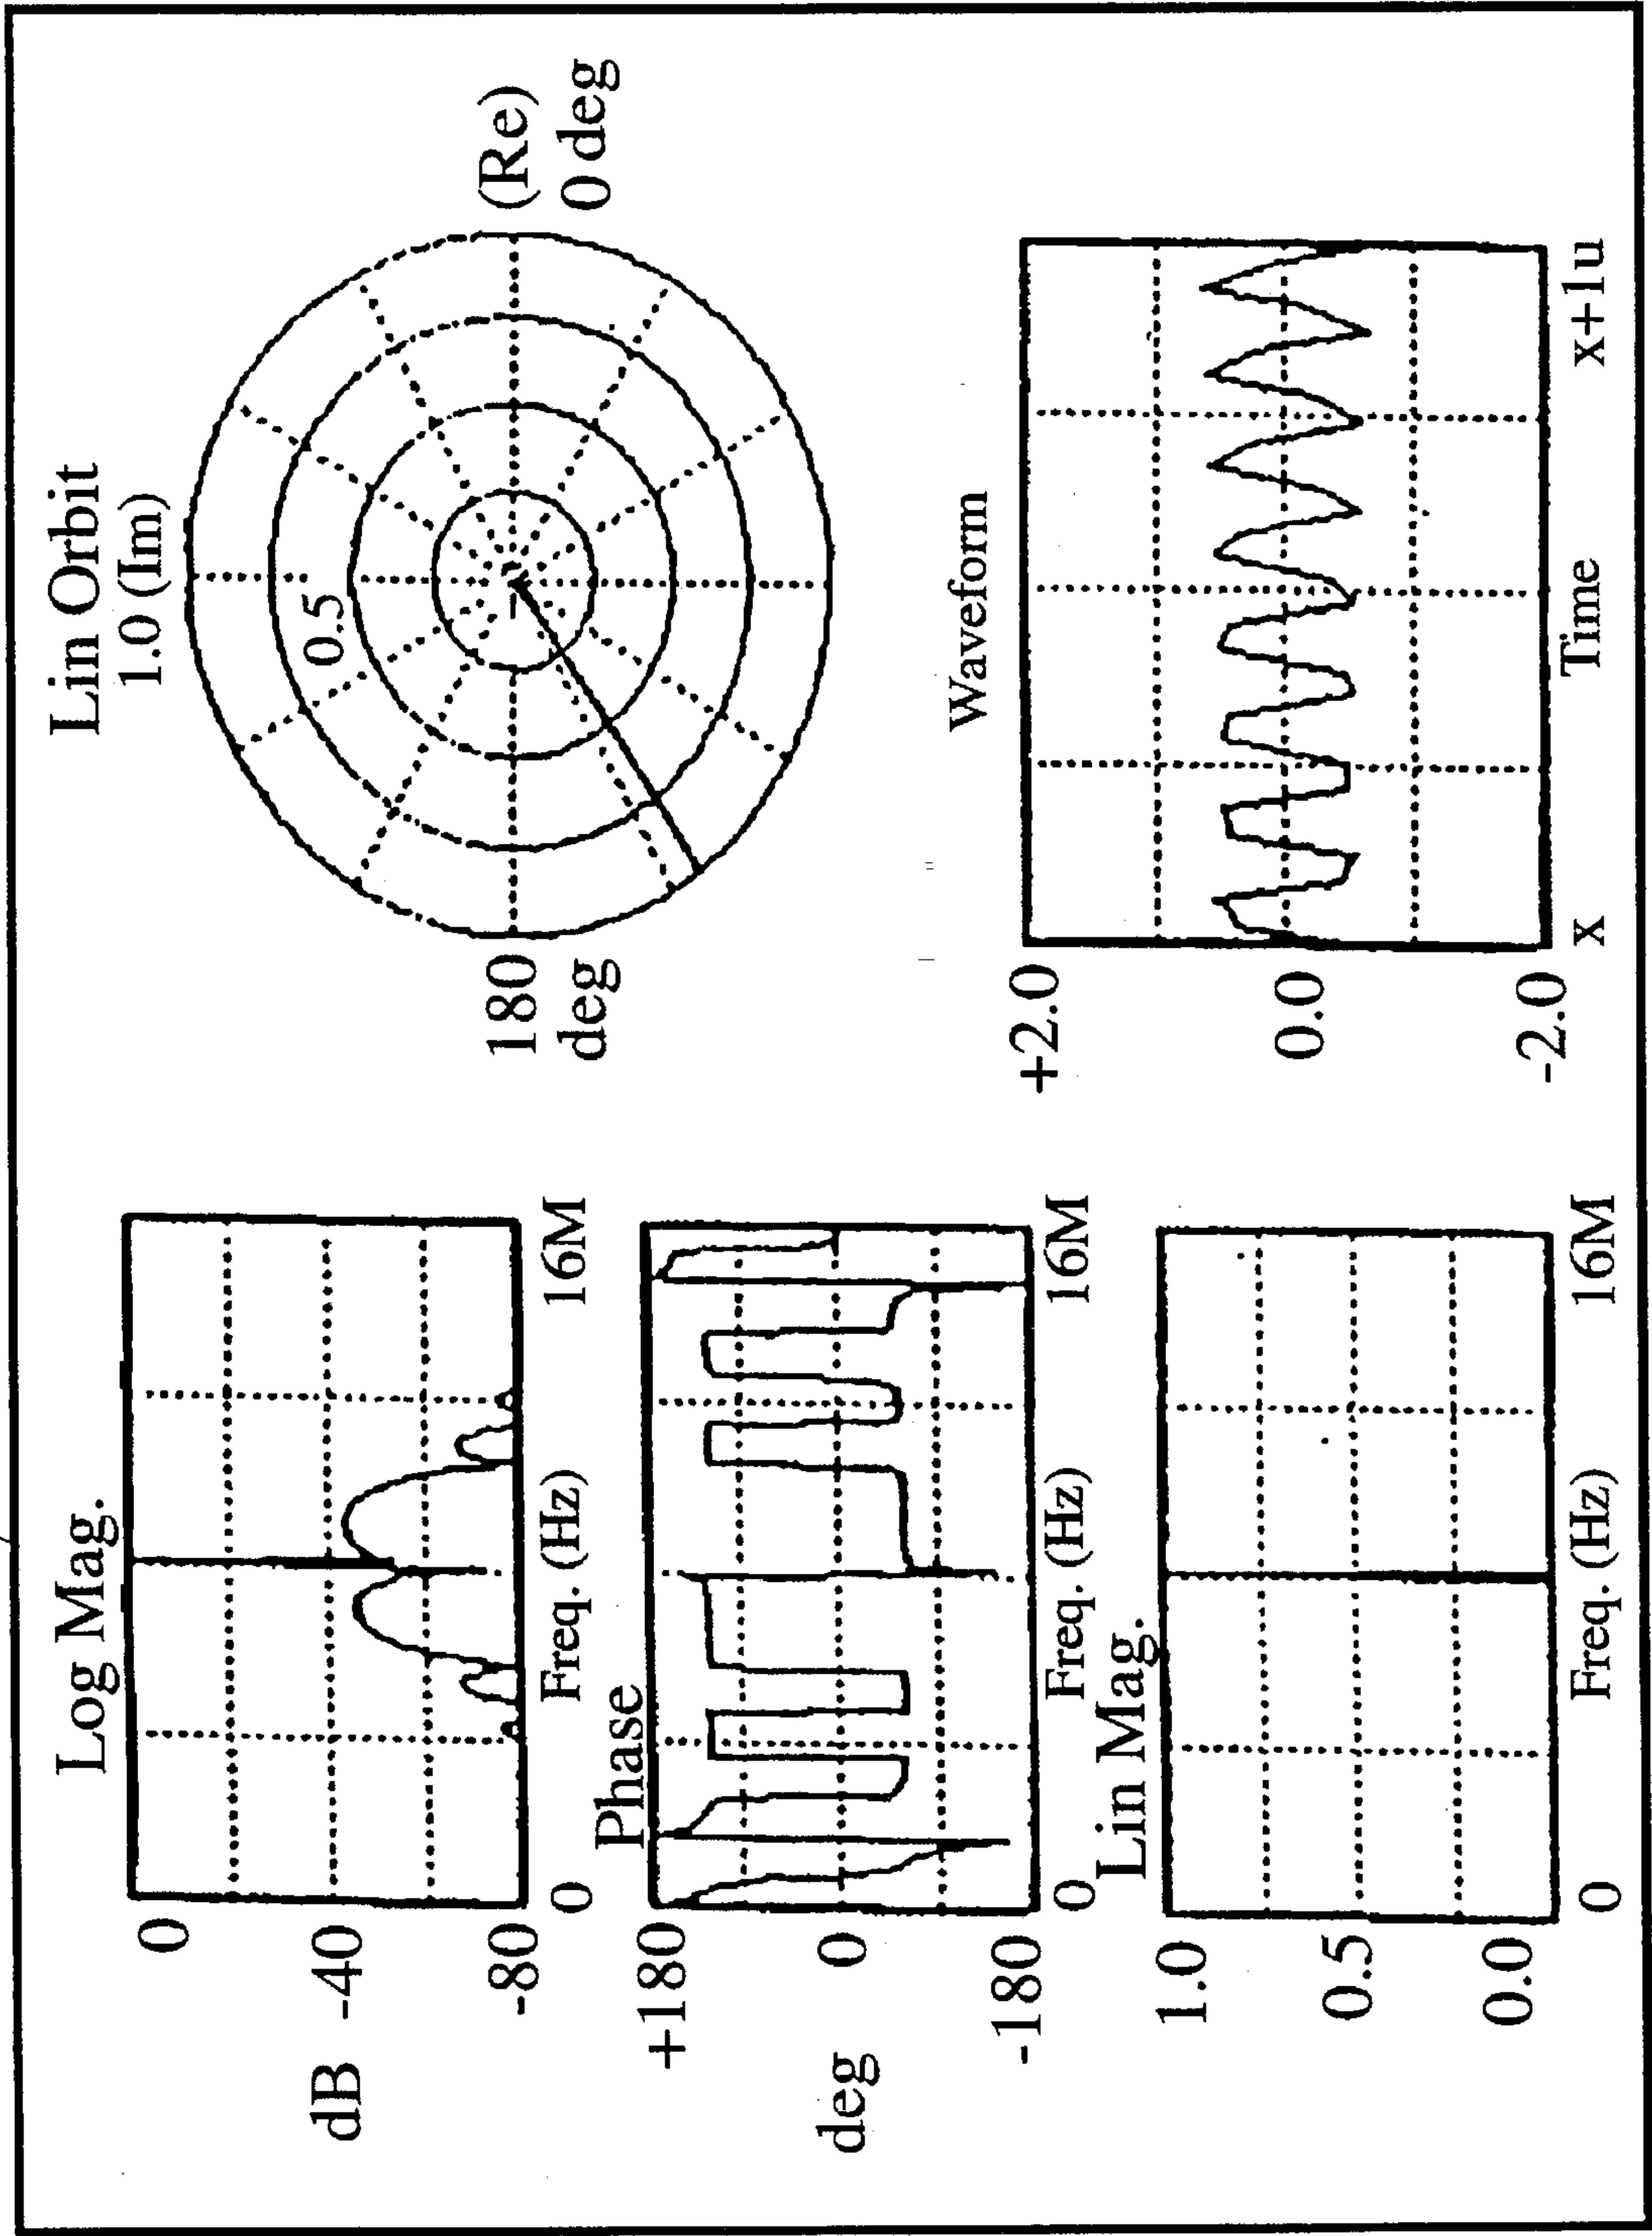 Log Mag.
0
dB -40
-80
0 Freq. (Hz) 16M
Phase
+180
deg 0
-180
0 Freq. (Hz) 16M
Lin Mag.
1.0
0.5
0.0
0 Freq. (Hz) 16M
Lin Orbit
1.0 (Im)
0.5
180
deg
(Re)
0 deg
Waveform
+2.0
0.0
-2.0
x Time x+1u